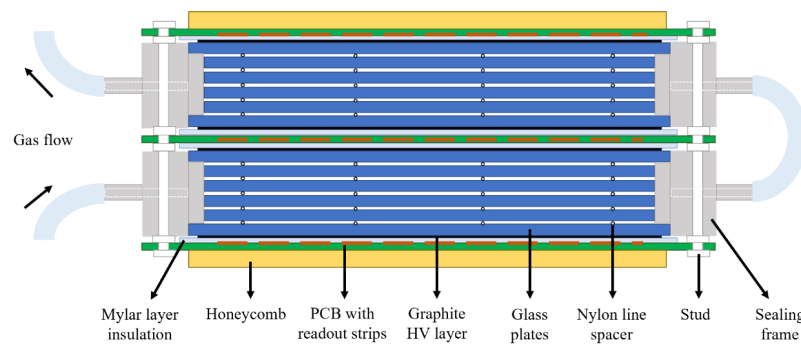 Gas flow
Mylar layer
insulation
Honeycomb
PCB with
readout strips
Graphite
HV layer
Glass
plates
Nylon line
spacer
Stud
Sealing
frame